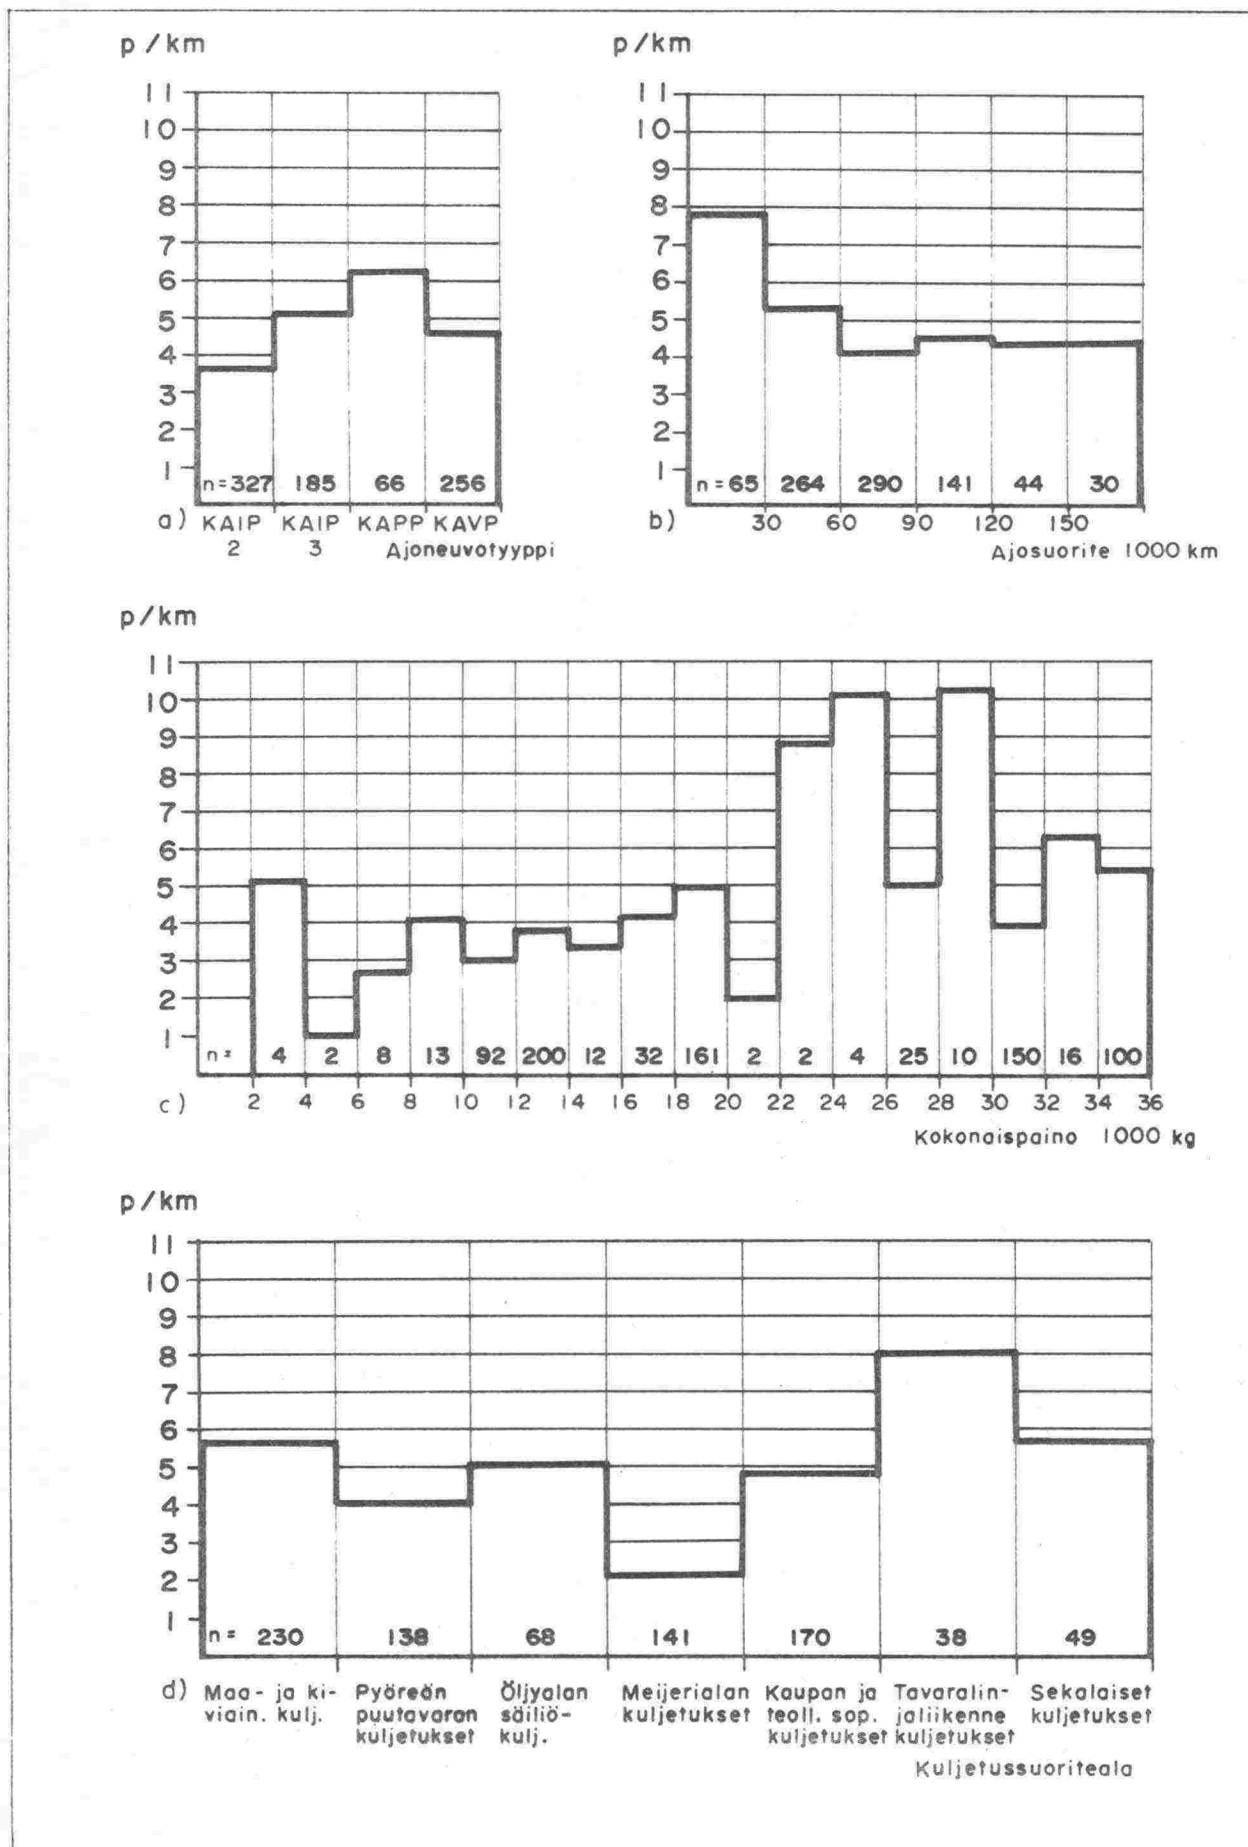 p/km
11
10
9
8
7
6
5
4
3
2
1
n=327 185 66 256
a) KAIP KAIP KAPP KAVP
2 3 Ajoneuvotyyppi
p/km
11
10
9
8
7
6
5
4
3
2
1
n=65 264 290 141 44 30
b) 30 60 90 120 150
Ajosuorite 1000 km
p/km
11
10
9
8
7
6
5
4
3
2
1
n= 4 2 8 13 92 200 12 32 161 2 2 4 25 10 150 16 100
c) 2 4 6 8 10 12 14 16 18 20 22 24 26 28 30 32 34 36
Kokonaispaino 1000 kg
p/km
11
10
9
8
7
6
5
4
3
2
1
n= 230 138 68 141 170 38 49
d) Maa- ja ki- Pyöreän Öljyalan Meijerialan Kaupan ja Tavaralin- Sekalaiset
viain. kulj. puutavaran säiliö- kuljetukset teoll. sop. jaliikenne kuljetukset
kuljetukset kulj. kuljetukset kuljetukset
Kuljetussuoriteala